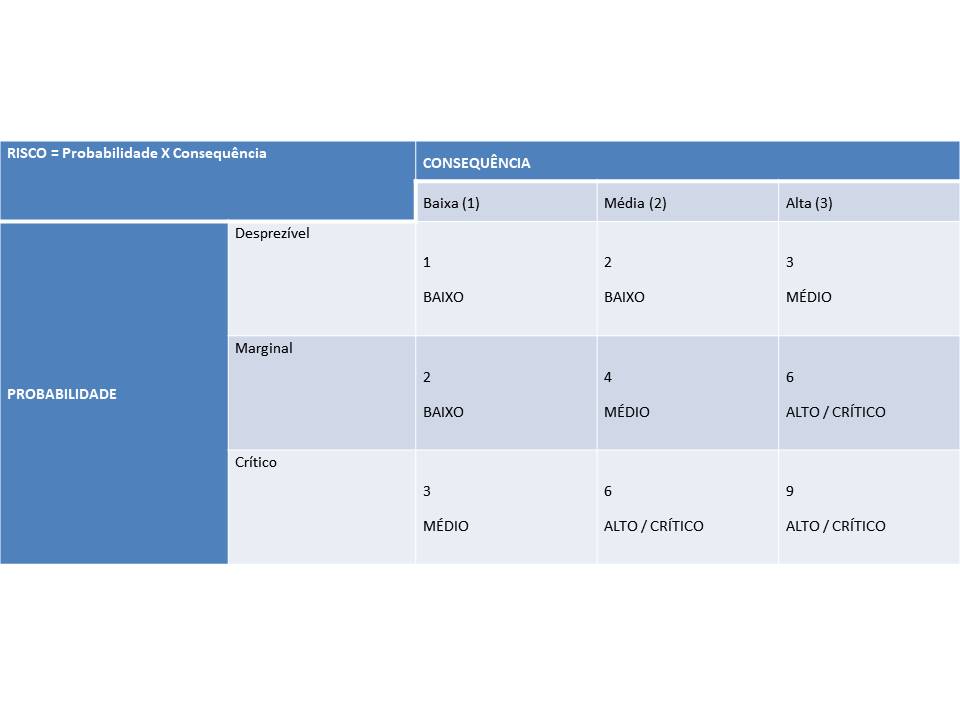 RISCO = Probabilidade X Consequência
CONSEQUÊNCIA
Baixa (1)
Média (2)
Alta (3)
PROBABILIDADE
Desprezível
1
BAIXO
2
BAIXO
3
MÉDIO
Marginal
2
BAIXO
4
MÉDIO
6
ALTO / CRÍTICO
Crítico
3
MÉDIO
6
ALTO / CRÍTICO
9
ALTO / CRÍTICO